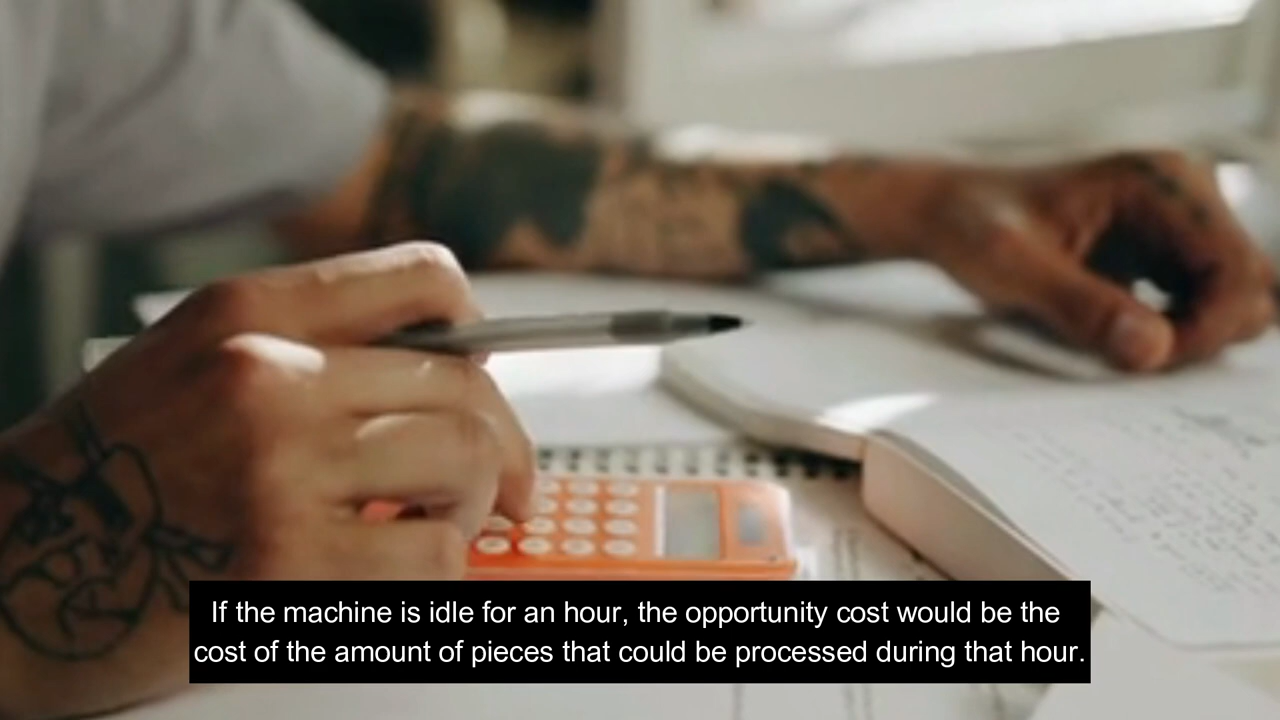 If the machine is idle for an hour, the opportunity cost would be the
cost of the amount of pieces that could be processed during that hour.